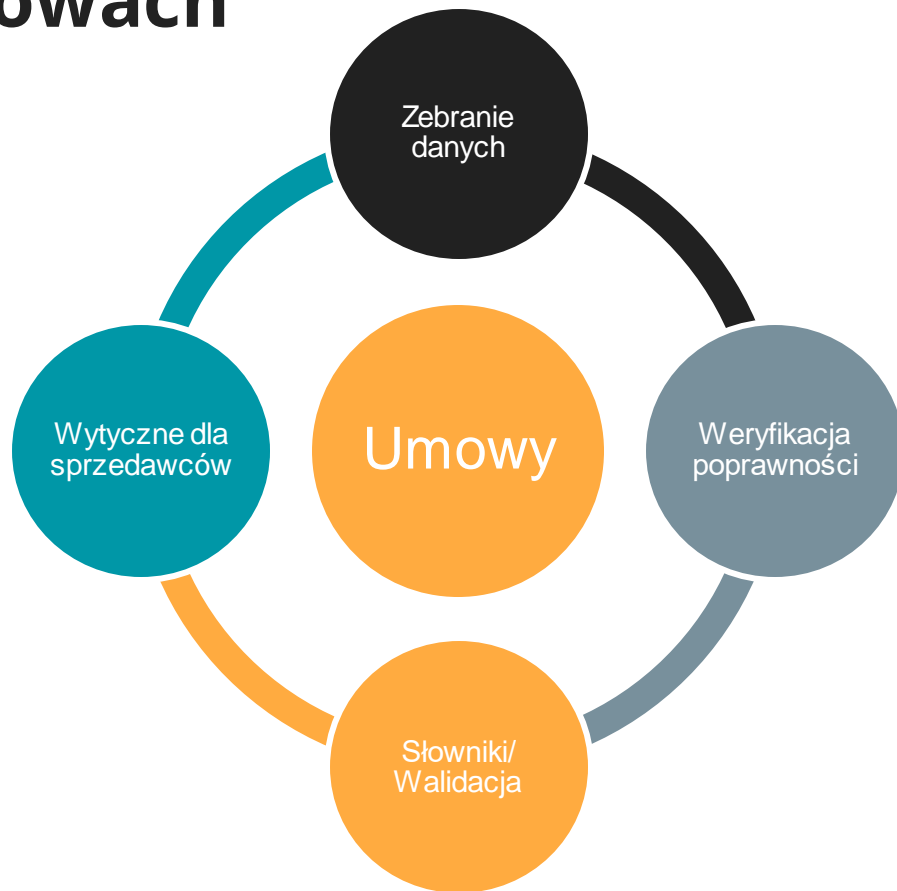 owach
Zebranie
danych
Wytyczne dla
sprzedawców
Umowy
Weryfikacja
poprawności
Słowniki/
Walidacja